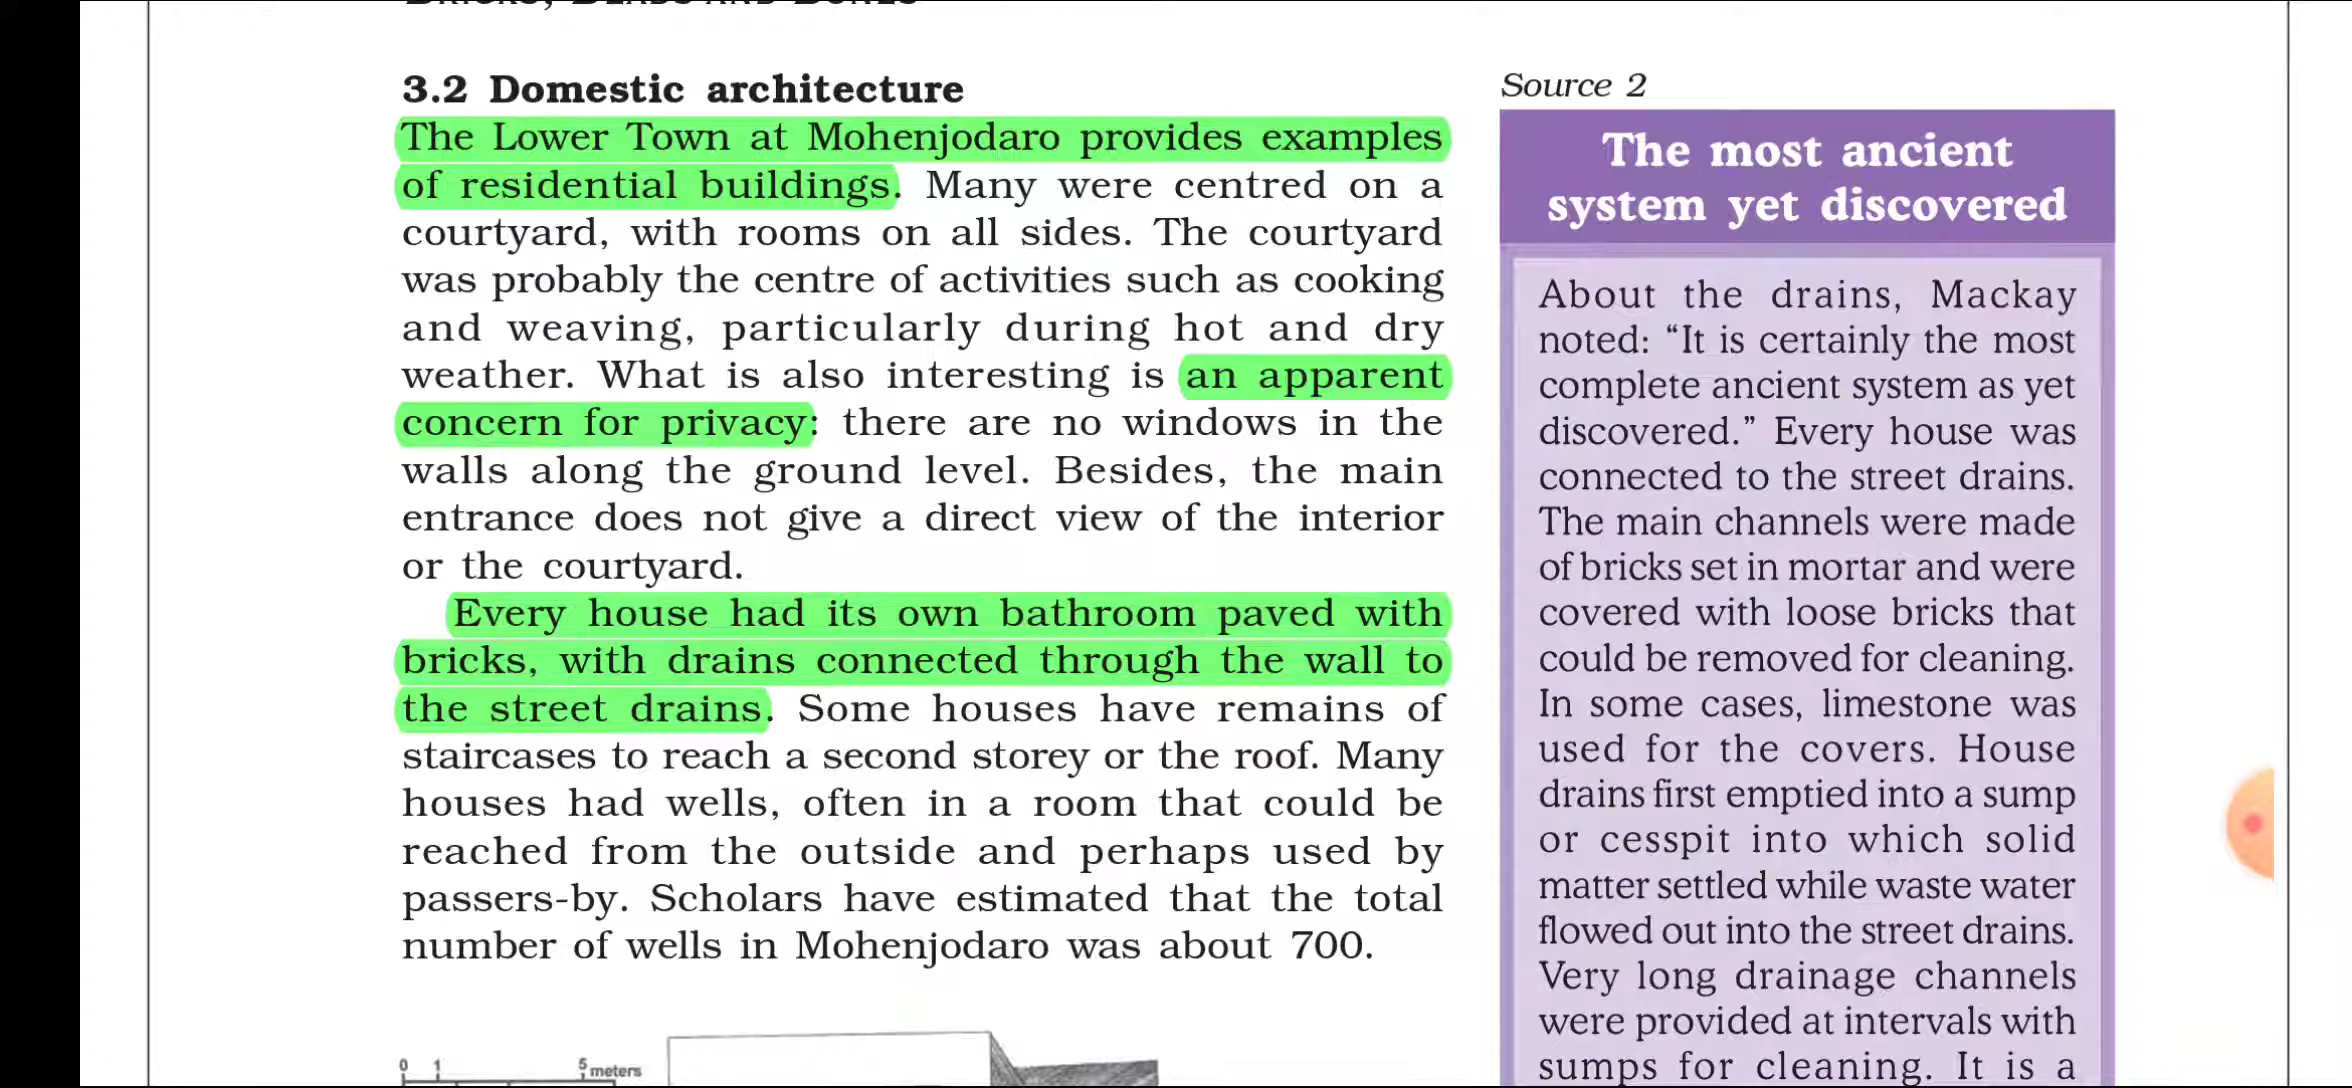 3.2 Domestic architecture
The Lower Town at Mohenjodaro provides examples
of residential buildings. Many were centred on a
courtyard, with rooms on all sides. The courtyard
was probably the centre of activities such as cooking
and weaving, particularly during hot and dry
weather. What is also interesting is an apparent
concern for privacy: there are no windows in the
walls along the ground level. Besides, the main
entrance does not give a direct view of the interior
or the courtyard.
Every house had its own bathroom paved with
bricks, with drains connected through the wall to
the street drains. Some houses have remains of
staircases to reach a second storey or the roof. Many
houses had wells, often in a room that could be
reached from the outside and perhaps used by
passers-by. Scholars have estimated that the total
number of wells in Mohenjodaro was about 700.
0 1 5 meters
Source 2
The most ancient
system yet discovered
About the drains, Mackay
noted: “It is certainly the most
complete ancient system as yet
discovered.” Every house was
connected to the street drains.
The main channels were made
of bricks set in mortar and were
covered with loose bricks that
could be removed for cleaning.
In some cases, limestone was
used for the covers. House
drains first emptied into a sump
or cesspit into which solid
matter settled while waste water
flowed out into the street drains.
Very long drainage channels
were provided at intervals with
sumps for cleaning. It is a